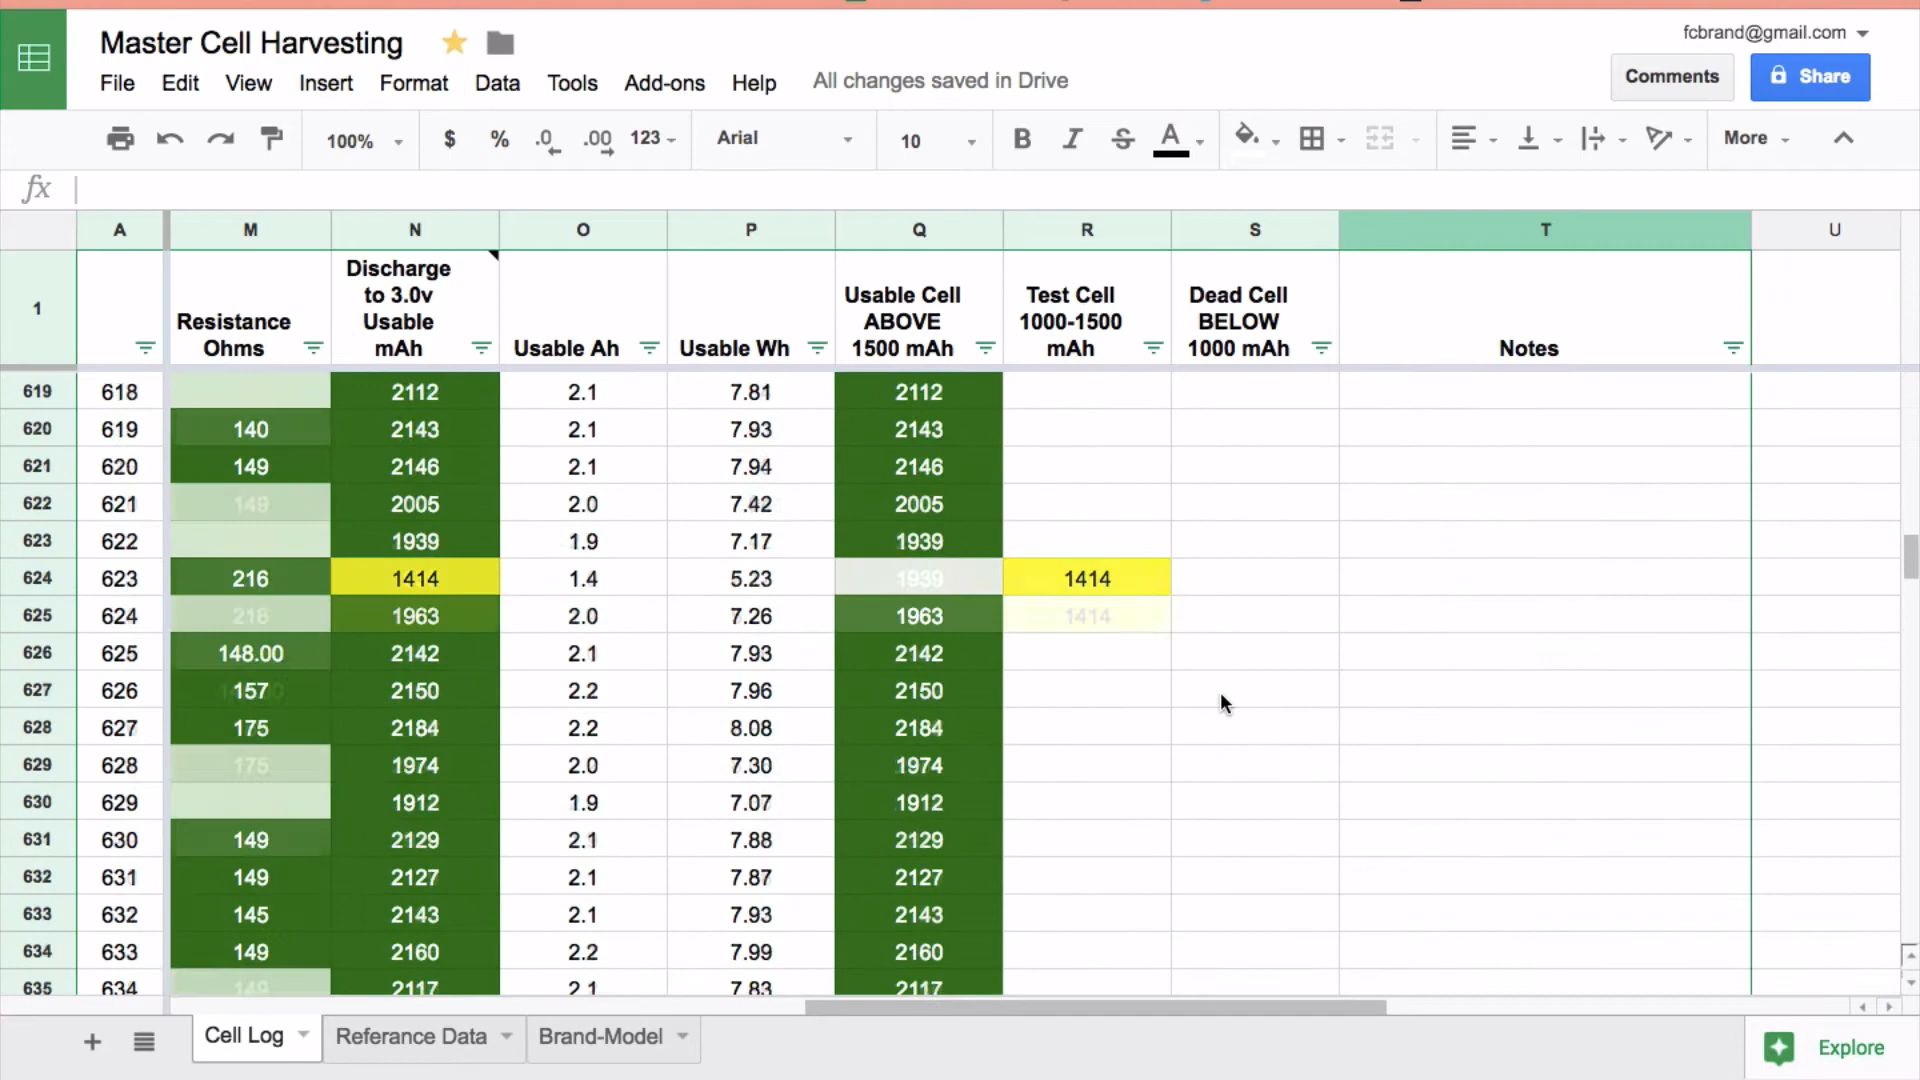 Master Cell Harvesting
fcbrand@gmail.com
File Edit View Insert Format Data Tools Add-ons Help All changes saved in Drive
Comments
Share
100% $ % .0 .00 123 Arial 10 B I S A More
fx
A M N O P Q R S T U
1 Resistance Ohms Discharge to 3.0v Usable mAh Usable Ah Usable Wh Usable Cell ABOVE 1500 mAh Test Cell 1000-1500 mAh Dead Cell BELOW 1000 mAh Notes
619 618 2112 2.1 7.81 2112
620 619 140 2143 2.1 7.93 2143
621 620 149 2146 2.1 7.94 2146
622 621 149 2005 2.0 7.42 2005
623 622 1939 1.9 7.17 1939
624 623 216 1414 1.4 5.23 1939 1414
625 624 216 1963 2.0 7.26 1963 1414
626 625 148.00 2142 2.1 7.93 2142
627 626 157 2150 2.2 7.96 2150
628 627 175 2184 2.2 8.08 2184
629 628 175 1974 2.0 7.30 1974
630 629 1912 1.9 7.07 1912
631 630 149 2129 2.1 7.88 2129
632 631 149 2127 2.1 7.87 2127
633 632 145 2143 2.1 7.93 2143
634 633 149 2160 2.2 7.99 2160
635 634 149 2117 2.1 7.83 2117
Cell Log Referance Data Brand-Model
Explore